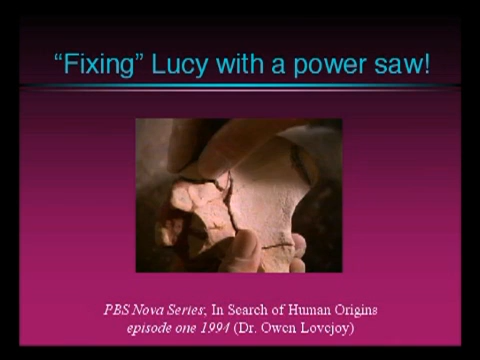 “Fixing” Lucy with a power saw!
PBS Nova Series; In Search of Human Origins
episode one 1994 (Dr. Owen Lovejoy)